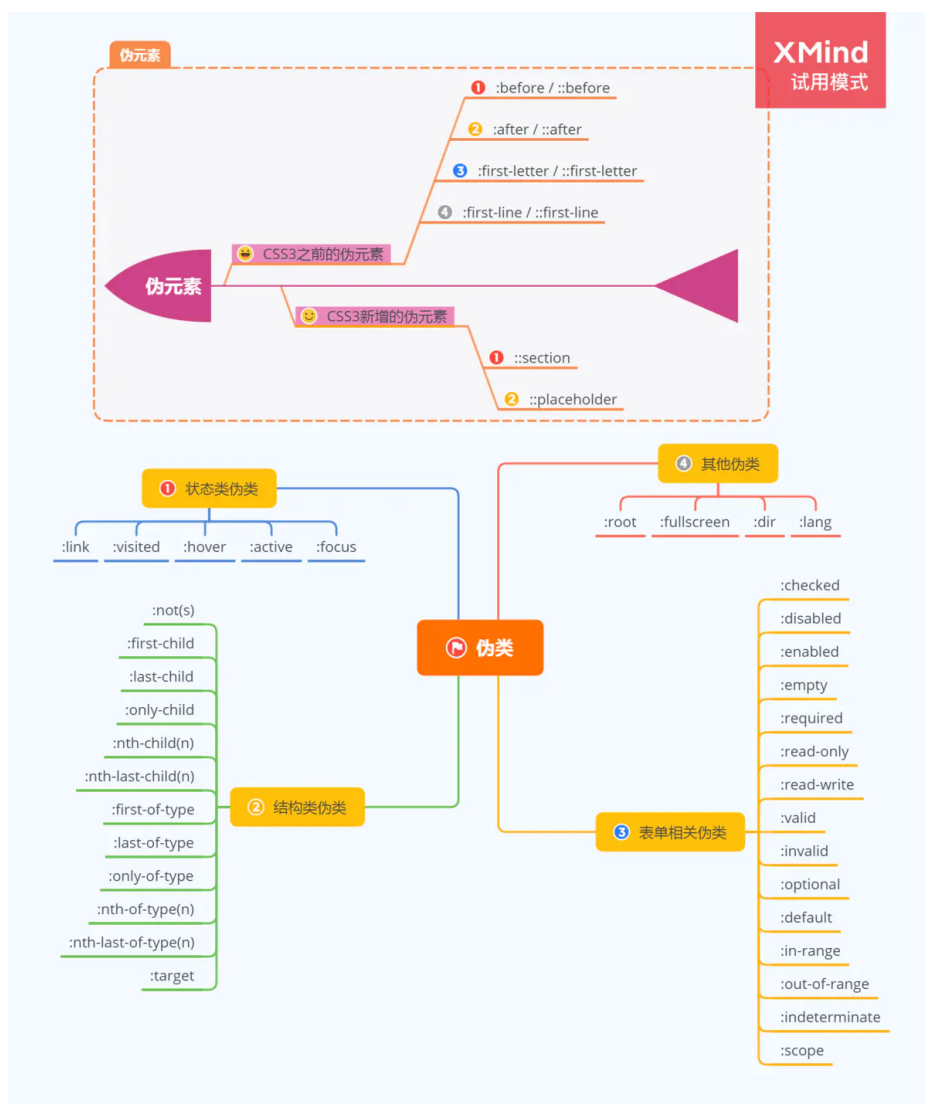 XMind
试用模式
伪元素
:before / ::before
:after / ::after
:first-letter / ::first-letter
:first-line / ::first-line
CSS3之前的伪元素
伪元素
CSS3新增的伪元素
::section
::placeholder
状态类伪类
:link
:visited
:hover
:active
:focus
其他伪类
:root
:fullscreen
:dir
:lang
伪类
结构类伪类
:not(s)
:first-child
:last-child
:only-child
:nth-child(n)
:nth-last-child(n)
:first-of-type
:last-of-type
:only-of-type
:nth-of-type(n)
:nth-last-of-type(n)
:target
表单相关伪类
:checked
:disabled
:enabled
:empty
:required
:read-only
:read-write
:valid
:invalid
:optional
:default
:in-range
:out-of-range
:indeterminate
:scope